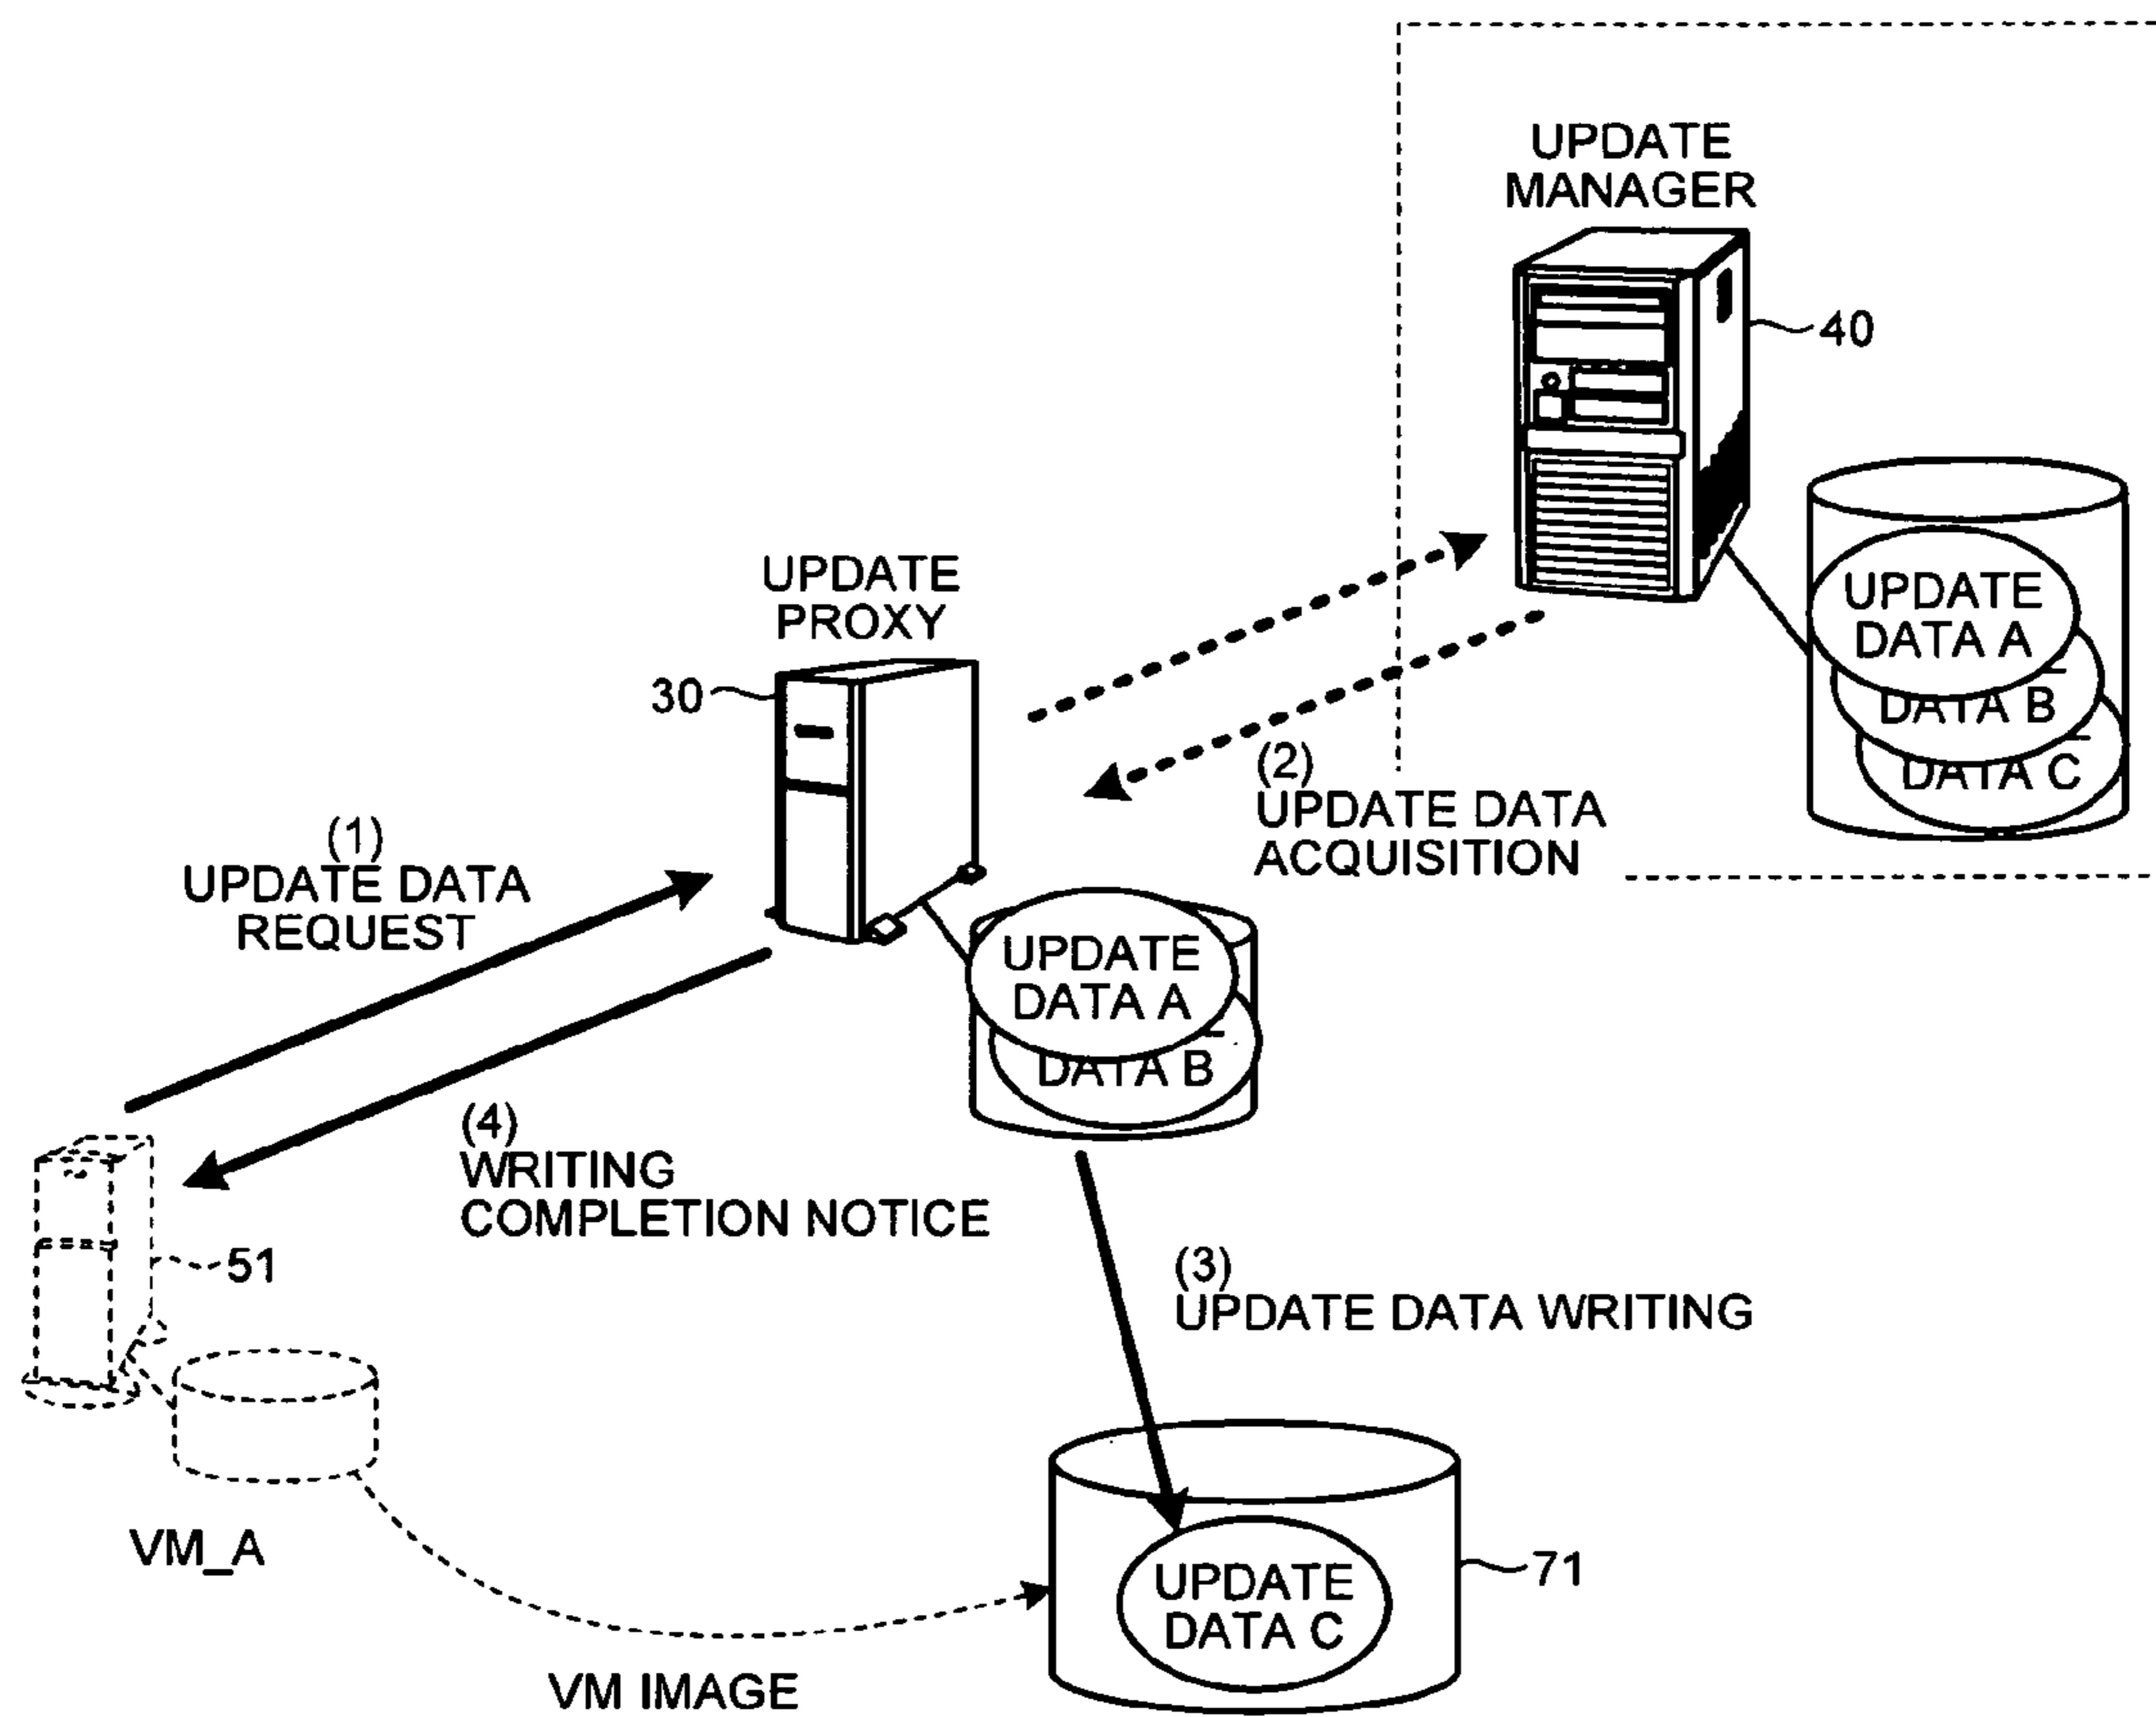 UPDATE
MANAGER
40
UPDATE
DATA A
DATA B
DATA C
UPDATE
PROXY
30
(2)
UPDATE DATA
ACQUISITION
(1)
UPDATE DATA
REQUEST
UPDATE
DATA A
DATA B
(4)
WRITING
COMPLETION NOTICE
51
(3)
UPDATE DATA WRITING
VM_A
UPDATE
DATA C
71
VM IMAGE